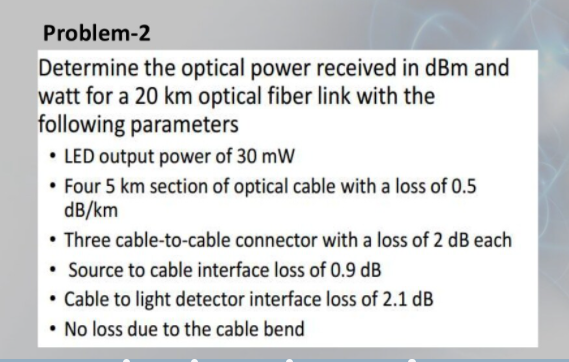 Problem-2
Determine the optical power received in dBm and
watt for a 20 km optical fiber link with the
following parameters
• LED output power of 30 mW
• Four 5 km section of optical cable with a loss of 0.5
dB/km
• Three cable-to-cable connector with a loss of 2 dB each
• Source to cable interface loss of 0.9 dB
• Cable to light detector interface loss of 2.1 dB
• No loss due to the cable bend